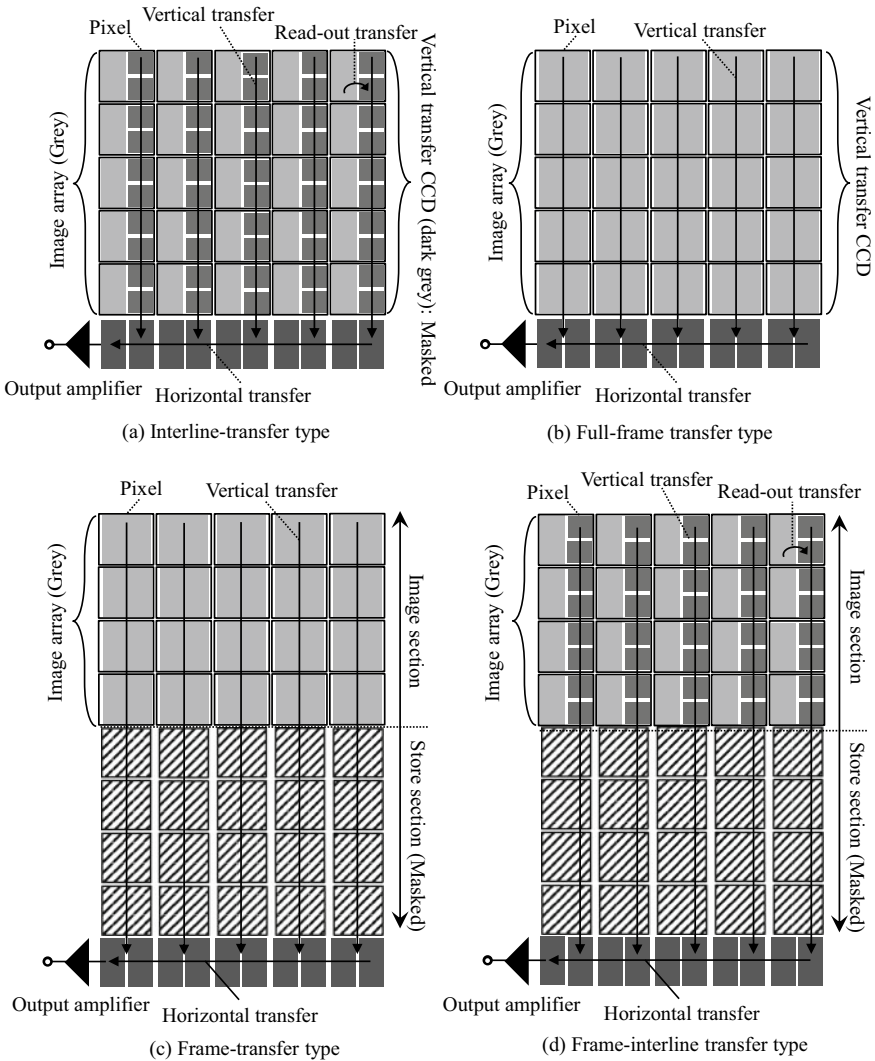 Vertical transfer
Pixel
Read-out transfer
Image array (Grey)
Vertical transfer CCD (dark grey): Masked
Output amplifier
Horizontal transfer
(a) Interline-transfer type
Pixel
Vertical transfer
Image array (Grey)
Vertical transfer CCD
Output amplifier
Horizontal transfer
(b) Full-frame transfer type
Pixel
Vertical transfer
Image array (Grey)
Image section
Store section (Masked)
Output amplifier
Horizontal transfer
(c) Frame-transfer type
Vertical transfer
Pixel
Read-out transfer
Image array (Grey)
Image section
Store section (Masked)
Output amplifier
Horizontal transfer
(d) Frame-interline transfer type